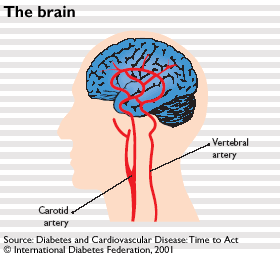 The brain
Vertebral
artery
Carotid
artery
Source: Diabetes and Cardiovascular Disease: Time to Act
© International Diabetes Federation, 2001